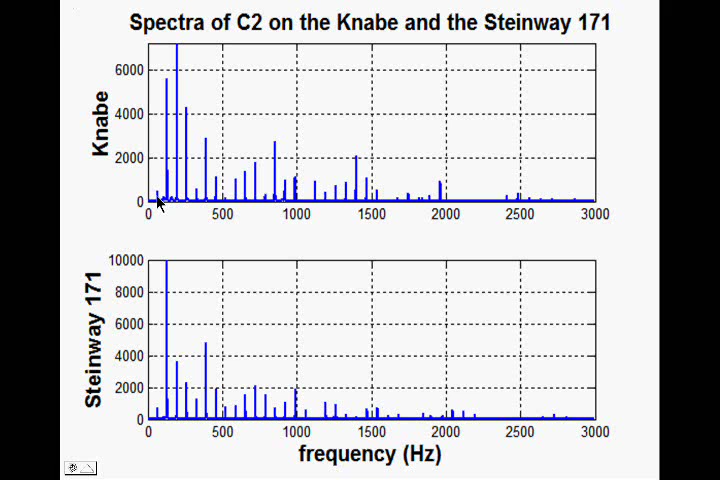 Spectra of C2 on the Knabe and the Steinway 171
Knabe
6000
4000
2000
0
0 500 1000 1500 2000 2500 3000
Steinway 171
10000
8000
6000
4000
2000
0
0 500 1000 1500 2000 2500 3000
frequency (Hz)